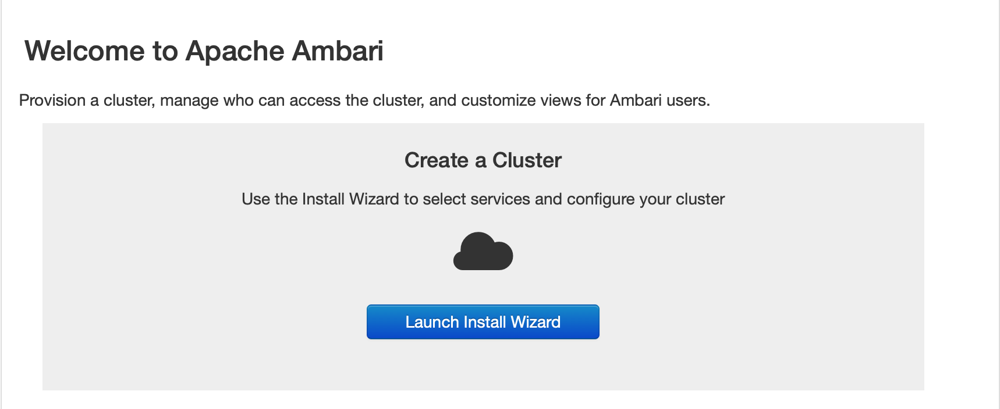 Welcome to Apache Ambari
Provision a cluster, manage who can access the cluster, and customize views for Ambari users.
Create a Cluster
Use the Install Wizard to select services and configure your cluster
Launch Install Wizard